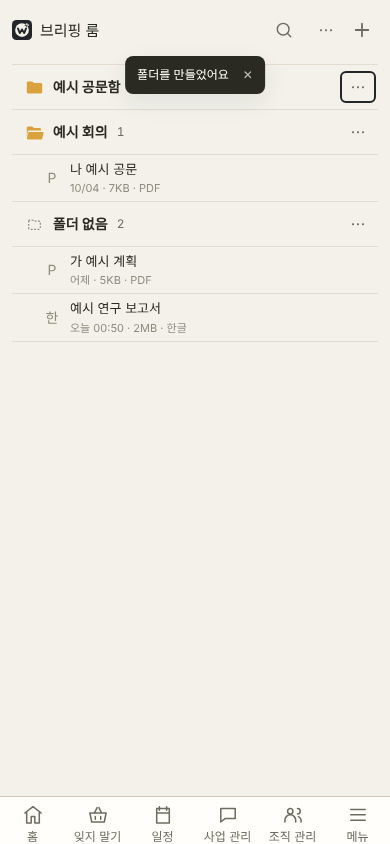 브리핑 룸
폴더를 만들었어요 ×
예시 공문함
예시 회의 1
P 나 예시 공문
10/04 · 7KB · PDF
폴더 없음 2
P 가 예시 계획
어제 · 5KB · PDF
한 예시 연구 보고서
오늘 00:50 · 2MB · 한글
홈 잊지 말기 일정 사업 관리 조직 관리 메뉴